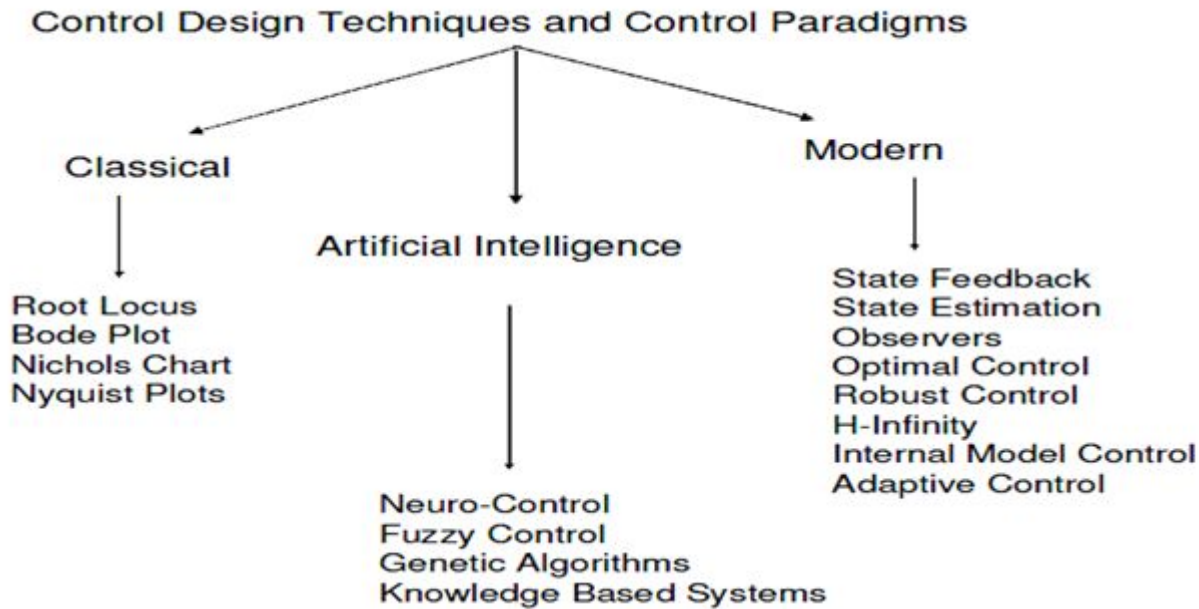 Control Design Techniques and Control Paradigms
Classical
Root Locus
Bode Plot
Nichols Chart
Nyquist Plots
Artificial Intelligence
Neuro-Control
Fuzzy Control
Genetic Algorithms
Knowledge Based Systems
Modern
State Feedback
State Estimation
Observers
Optimal Control
Robust Control
H-Infinity
Internal Model Control
Adaptive Control